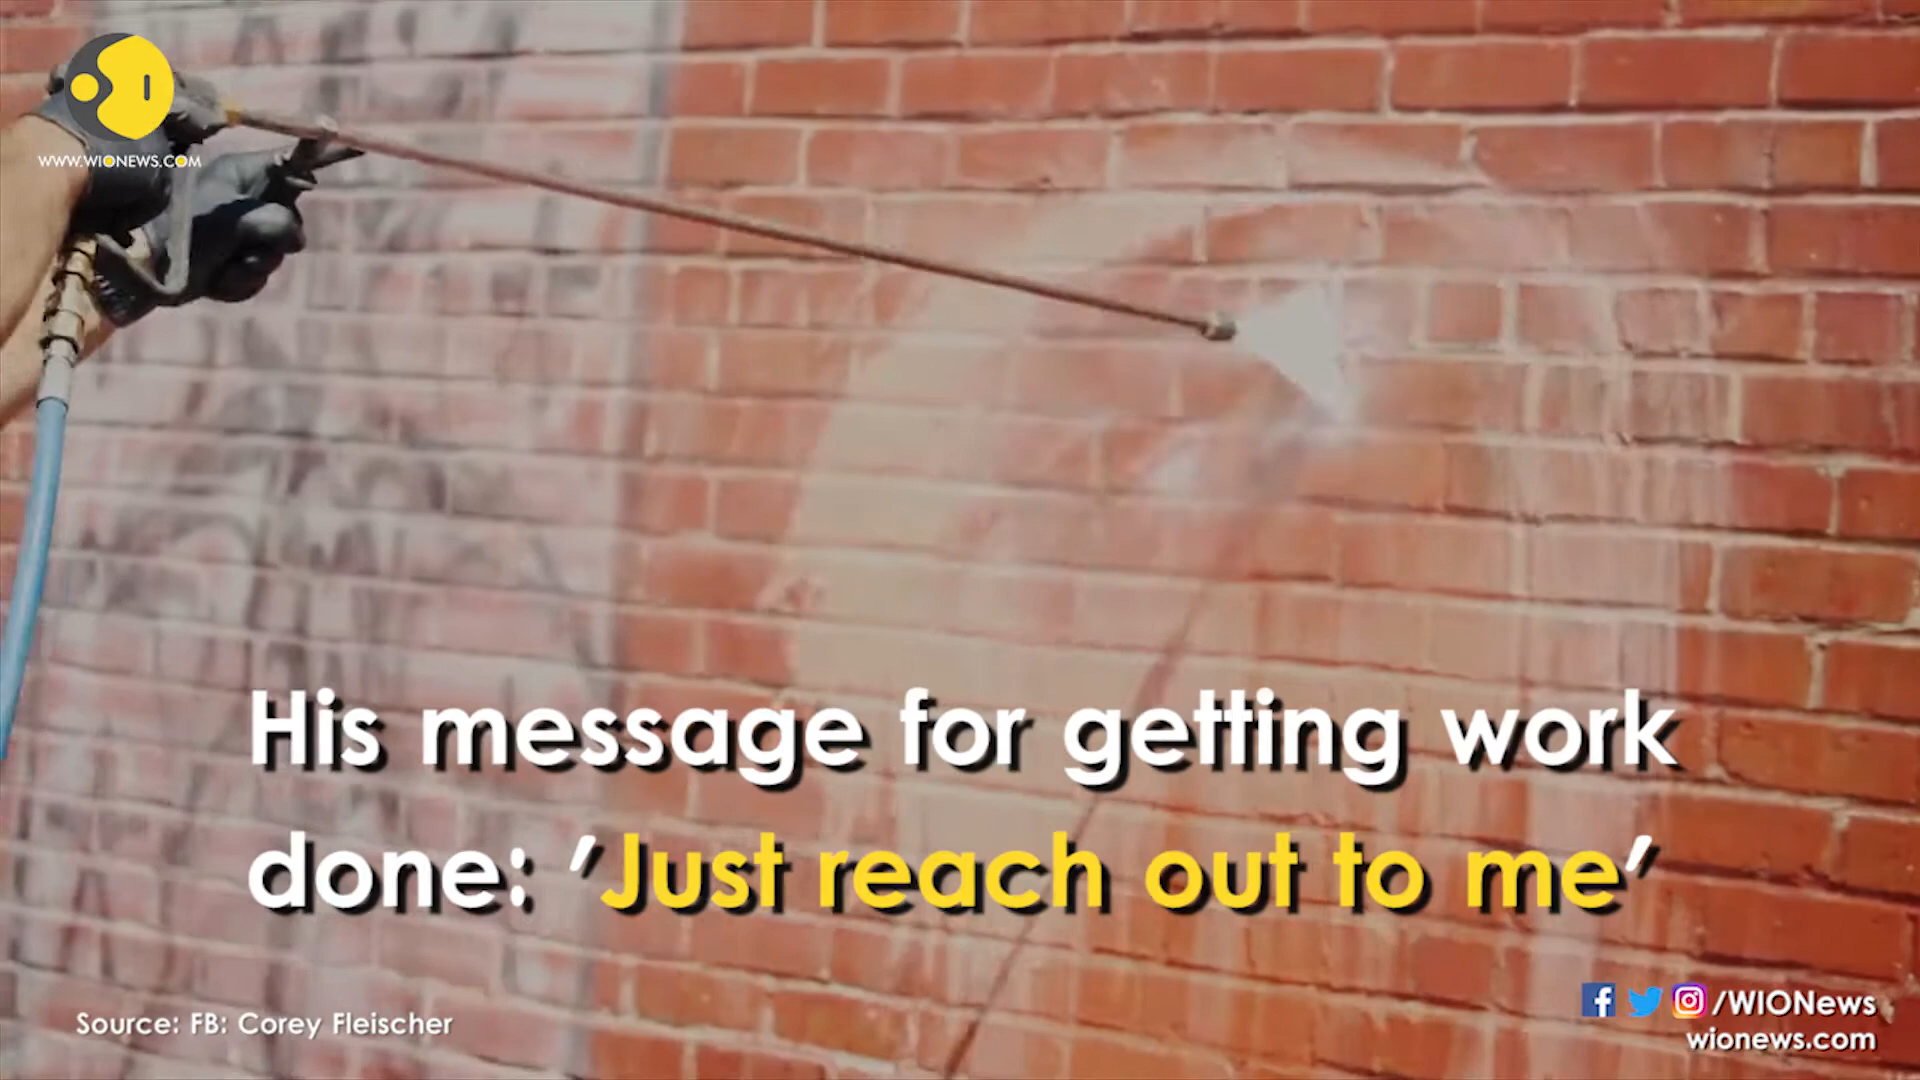 WWW.WIONEWS.COM
His message for getting work
done: 'Just reach out to me'
Source: FB: Corey Fleischer
/WIONews
wionews.com